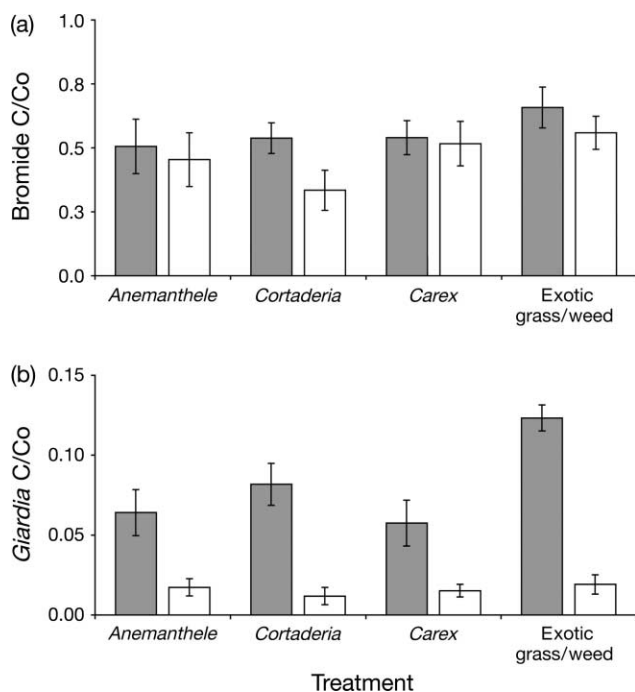 (a)
Bromide C/Co
1.0
0.8
0.5
0.3
0.0
Anemanthele
Cortaderia
Carex
Exotic
grass/weed
(b)
Giardia C/Co
0.15
0.10
0.05
0.00
Anemanthele
Cortaderia
Carex
Exotic
grass/weed
Treatment